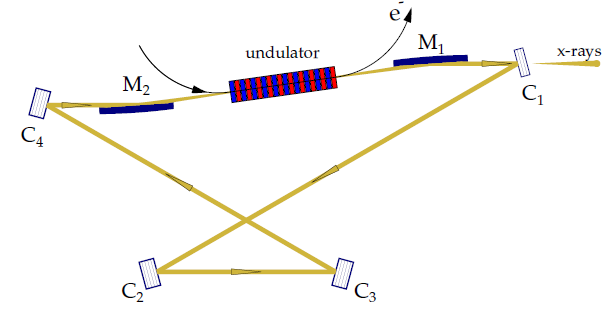 e⁻
M₁
undulator
x-rays
M₂
C₁
C₄
C₂
C₃